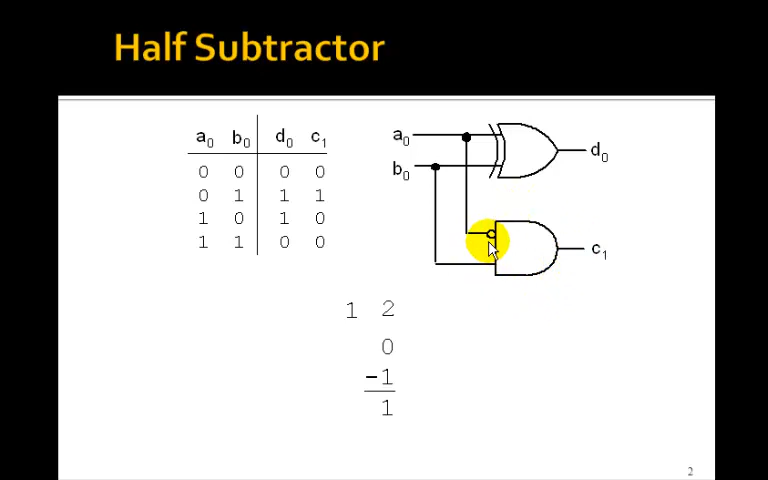 Half Subtractor
a0 b0 d0 c1
0 0 0 0
0 1 1 1
1 0 1 0
1 1 0 0
a0
b0
d0
c1
1 2
0
-1
1
2